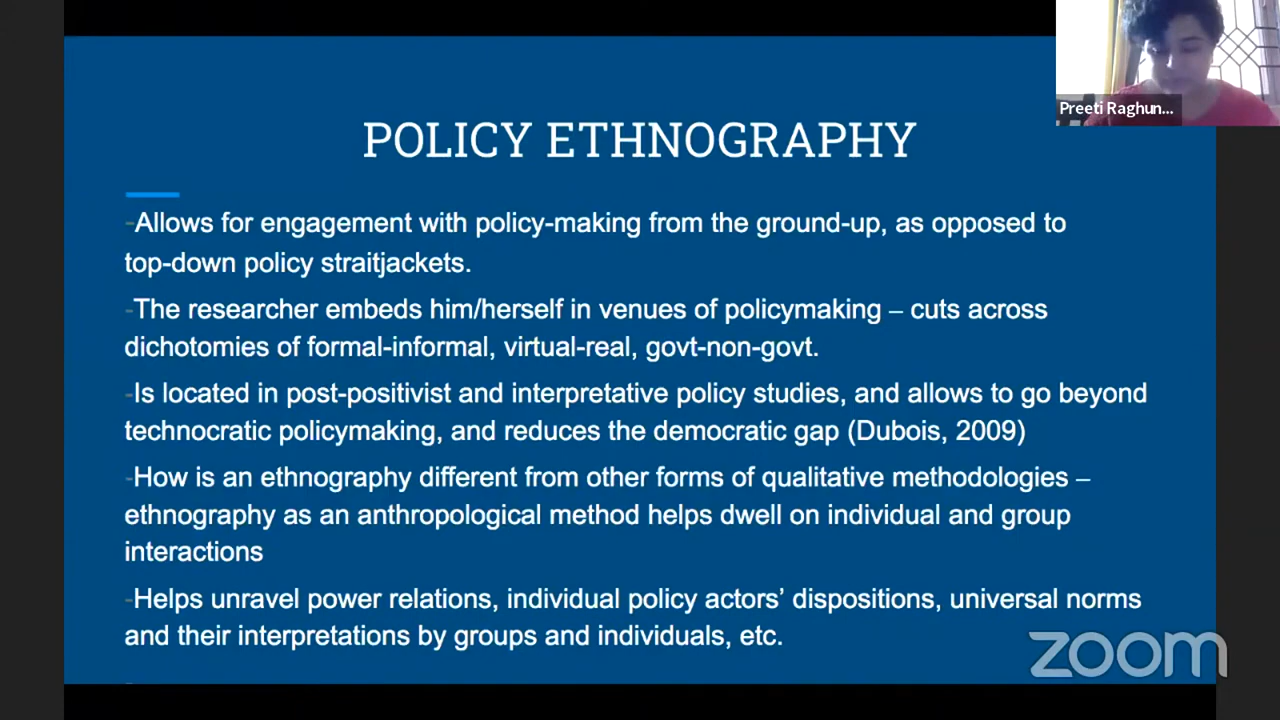 Preeti Raghun...
POLICY ETHNOGRAPHY
-Allows for engagement with policy-making from the ground-up, as opposed to
top-down policy straitjackets.
-The researcher embeds him/herself in venues of policymaking – cuts across
dichotomies of formal-informal, virtual-real, govt-non-govt.
-Is located in post-positivist and interpretative policy studies, and allows to go beyond
technocratic policymaking, and reduces the democratic gap (Dubois, 2009)
-How is an ethnography different from other forms of qualitative methodologies –
ethnography as an anthropological method helps dwell on individual and group
interactions
-Helps unravel power relations, individual policy actors’ dispositions, universal norms
and their interpretations by groups and individuals, etc.
zoom